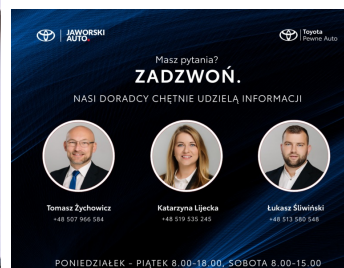 JAWORSKI
AUTO
Toyota
Pewne Auto
Masz pytania?
ZADZWOŃ.
NASI DORADCY CHĘTNIE UDZIELĄ INFORMACJI
Tomasz Żychowicz
+48 507 966 584
Katarzyna Lijecka
+48 519 535 245
Łukasz Śliwiński
+48 513 580 548
PONIEDZIAŁEK - PIĄTEK 8.00-18.00, SOBOTA 8.00-15.00